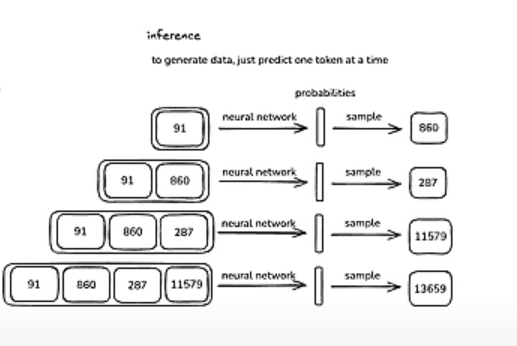 inference
to generate data, just predict one token at a time
probabilities
91 neural network sample 860
91 860 neural network sample 287
91 860 287 neural network sample 11579
91 860 287 11579 neural network sample 13659